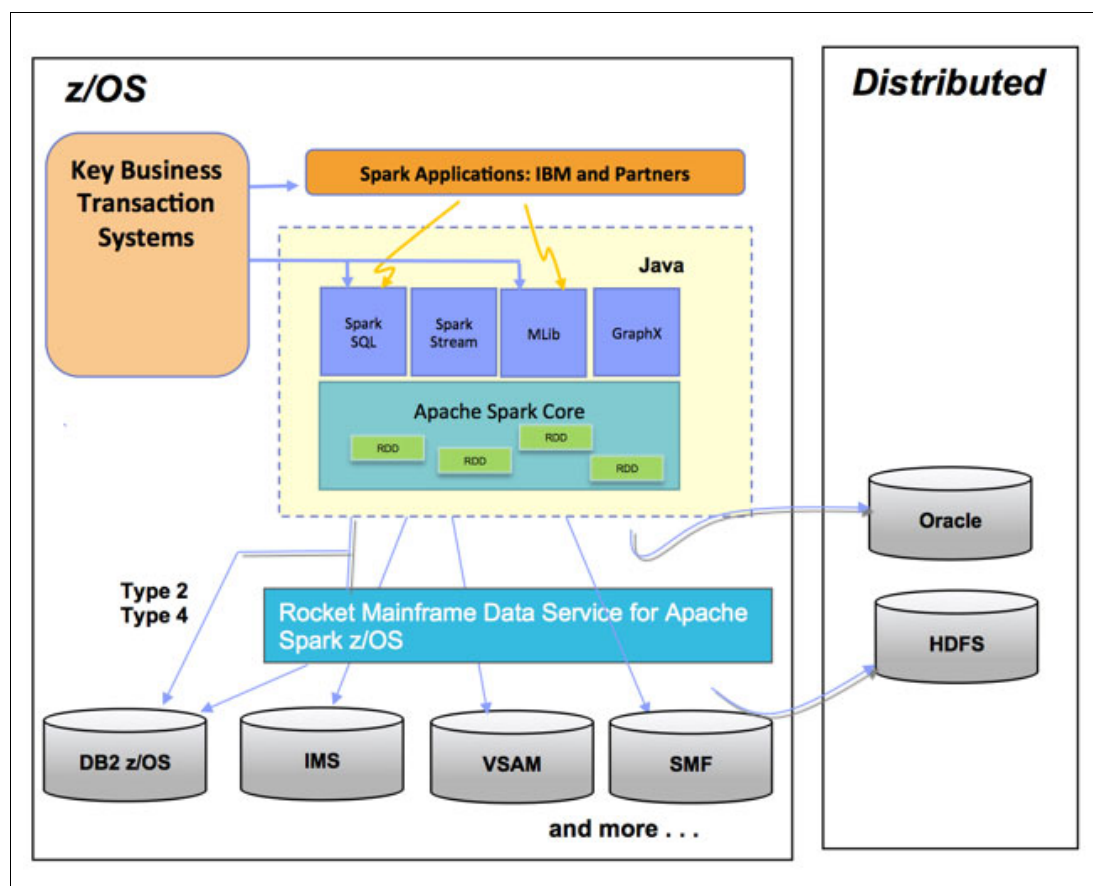 z/OS
Distributed
Key Business
Transaction
Systems
Spark Applications: IBM and Partners
Java
Spark
SQL
Spark
Stream
MLib
GraphX
Apache Spark Core
RDD
RDD
RDD
RDD
Oracle
Type 2
Type 4
Rocket Mainframe Data Service for Apache
Spark z/OS
HDFS
DB2 z/OS
IMS
VSAM
SMF
and more . . .